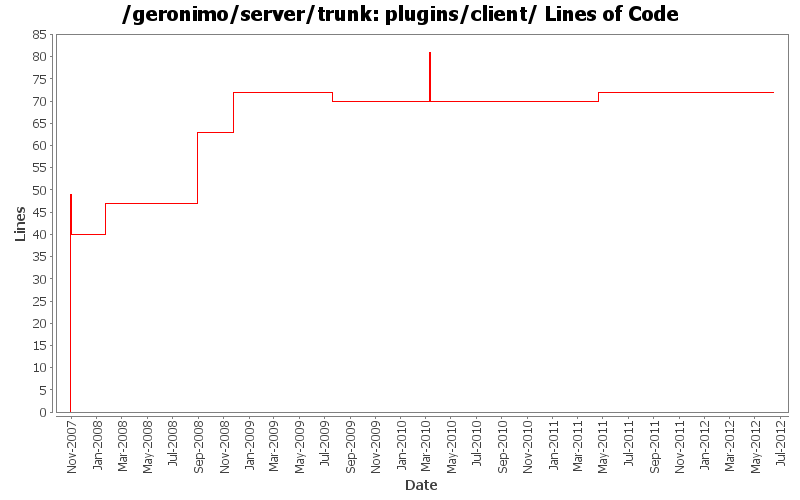 /geronimo/server/trunk: plugins/client/ Lines of Code
85
80
75
70
65
60
55
50
45
40
35
30
25
20
15
10
5
0
Lines
Nov-2007
Jan-2008
Mar-2008
May-2008
Jul-2008
Sep-2008
Nov-2008
Jan-2009
Mar-2009
May-2009
Jul-2009
Sep-2009
Nov-2009
Jan-2010
Mar-2010
May-2010
Jul-2010
Sep-2010
Nov-2010
Jan-2011
Mar-2011
May-2011
Jul-2011
Sep-2011
Nov-2011
Jan-2012
Mar-2012
May-2012
Jul-2012
Date